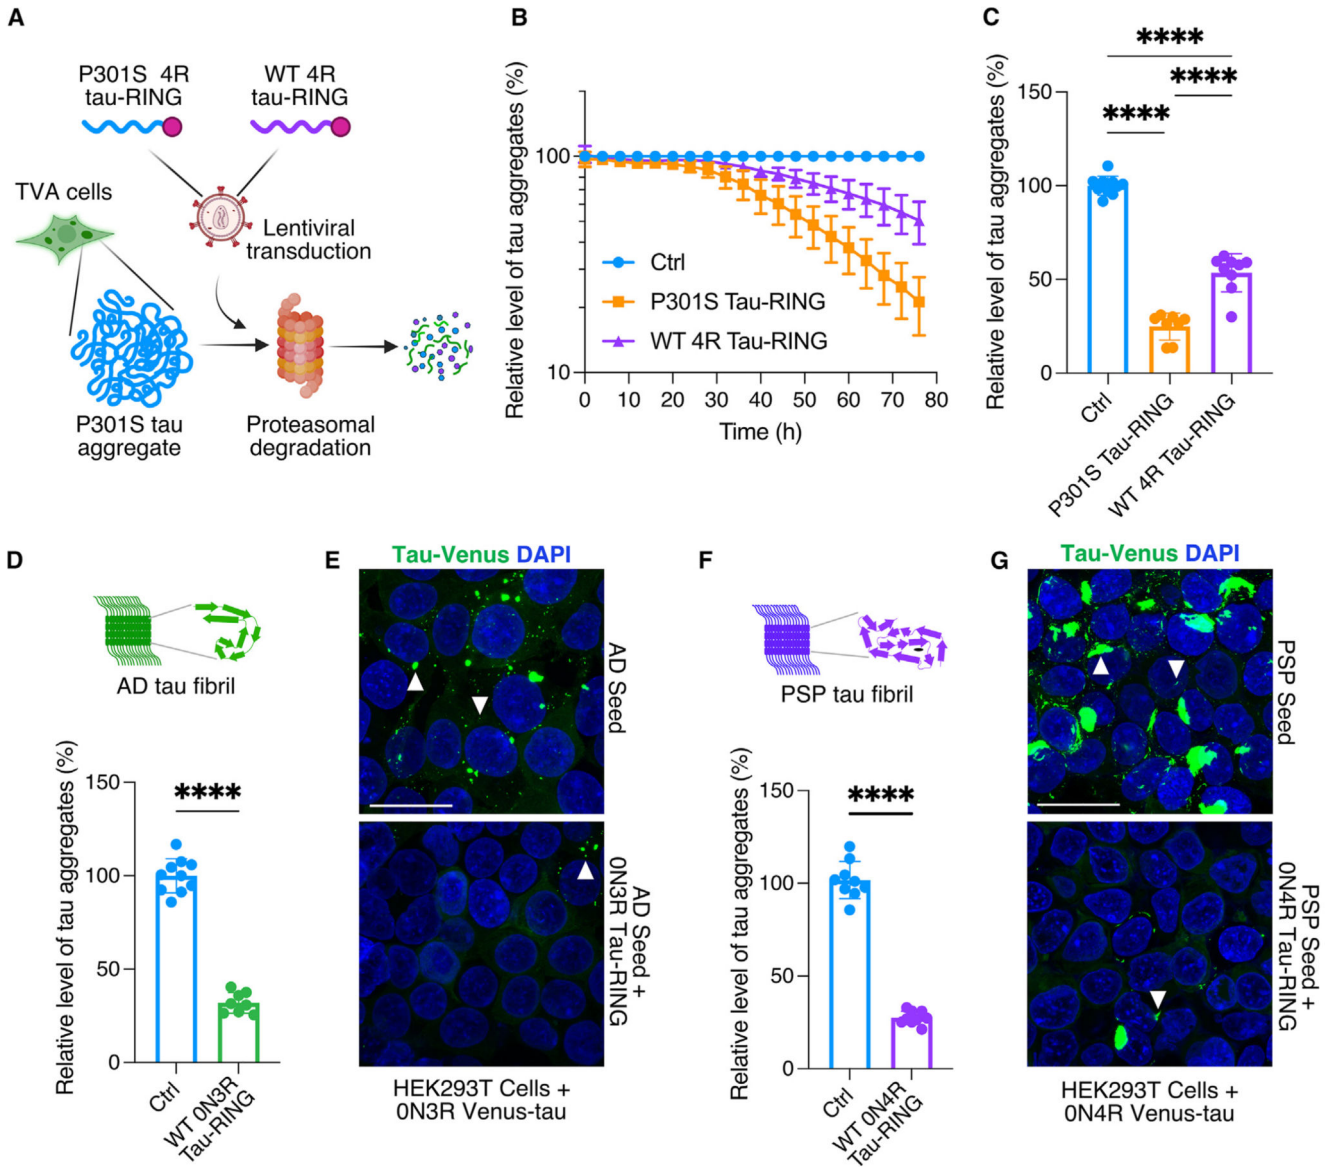 A
P301S 4R
tau-RING
WT 4R
tau-RING
TVA cells
Lentiviral
transduction
P301S tau
aggregate
Proteasomal
degradation
B
Relative level of tau aggregates (%)
100
10
Ctrl
P301S Tau-RING
WT 4R Tau-RING
0 10 20 30 40 50 60 70 80
Time (h)
C
Relative level of tau aggregates (%)
150
100
50
0
****
****
****
Ctrl
P301S Tau-RING
WT 4R Tau-RING
D
AD tau fibril
Relative level of tau aggregates (%)
150
100
50
0
****
Ctrl
WT 0N3R
Tau-RING
E
Tau-Venus DAPI
AD Seed
AD Seed +
0N3R Tau-RING
HEK293T Cells +
0N3R Venus-tau
F
PSP tau fibril
Relative level of tau aggregates (%)
150
100
50
0
****
Ctrl
WT 0N4R
Tau-RING
G
Tau-Venus DAPI
PSP Seed
PSP Seed +
0N4R Tau-RING
HEK293T Cells +
0N4R Venus-tau